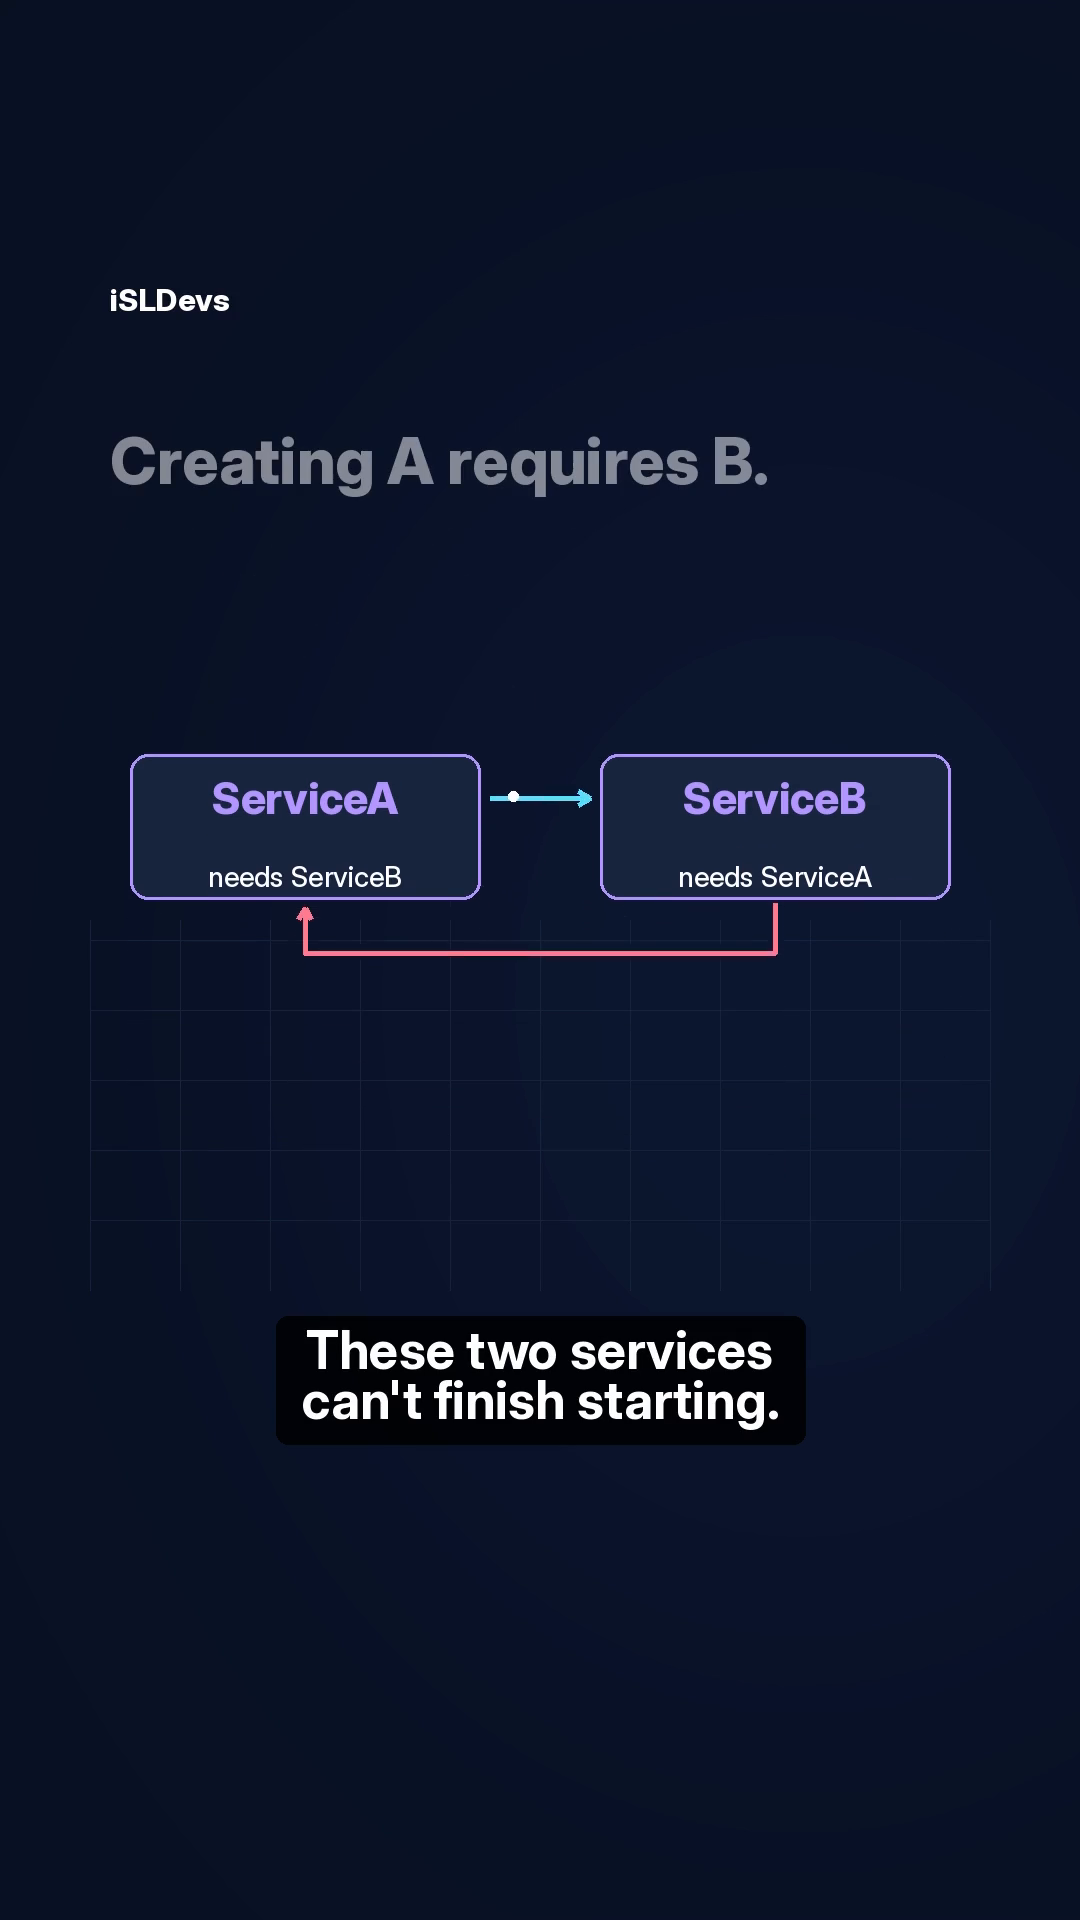 iSLDevs
Creating A requires B.
ServiceA
needs ServiceB
ServiceB
needs ServiceA
These two services
can't finish starting.